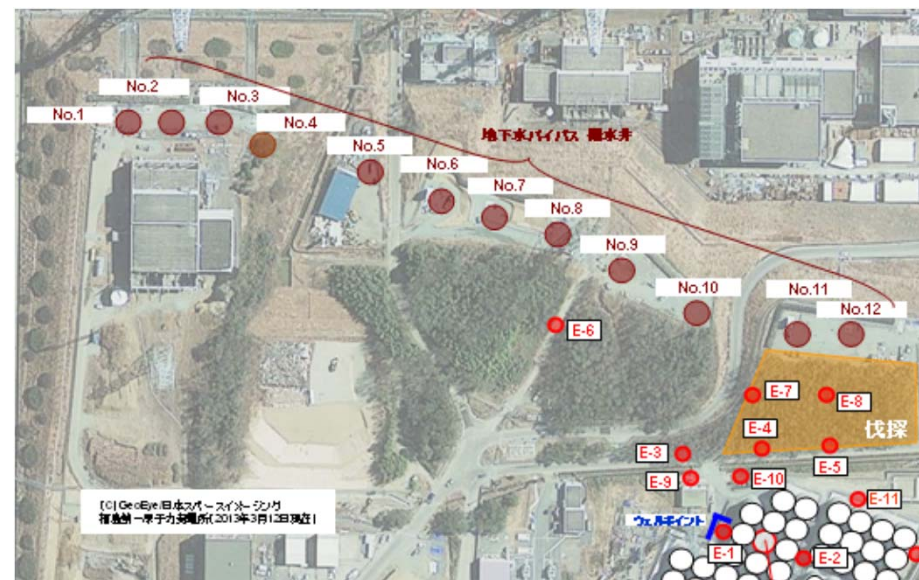 No.2
No.1
No.3
No.4
地下水バイパス 揚水井
No.5
No.6
No.7
No.8
No.9
No.10
No.11
No.12
E-6
E-7
E-8
伐採
E-4
E-3
E-5
E-9
E-10
E-11
[C]GeoEye/日本スペースイメージング
福島第一原子力発電所(2013年3月12日現在)
ウェルポイント
E-1
E-2